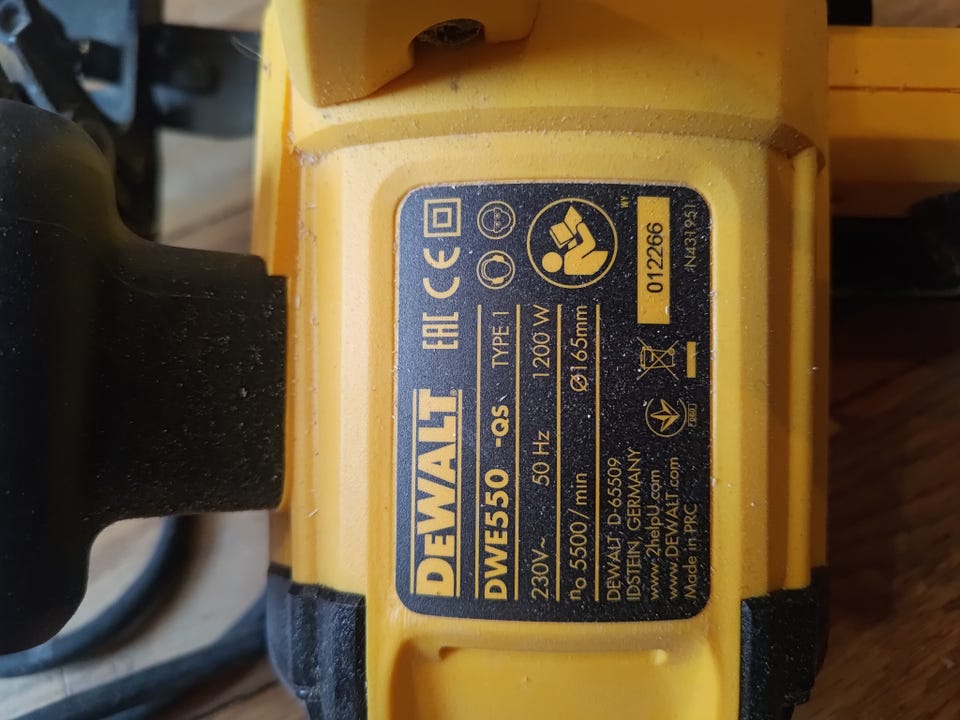 DEWALT®
EAC CE
DWE550 -QS TYPE 1
230V~ 50 Hz 1200 W
n₀ 5500/min Ø165mm
DEWALT, D-65509
IDSTEIN, GERMANY
www.2helpU.com
www.DEWALT.com
Made in PRC
WY
012266
N431951